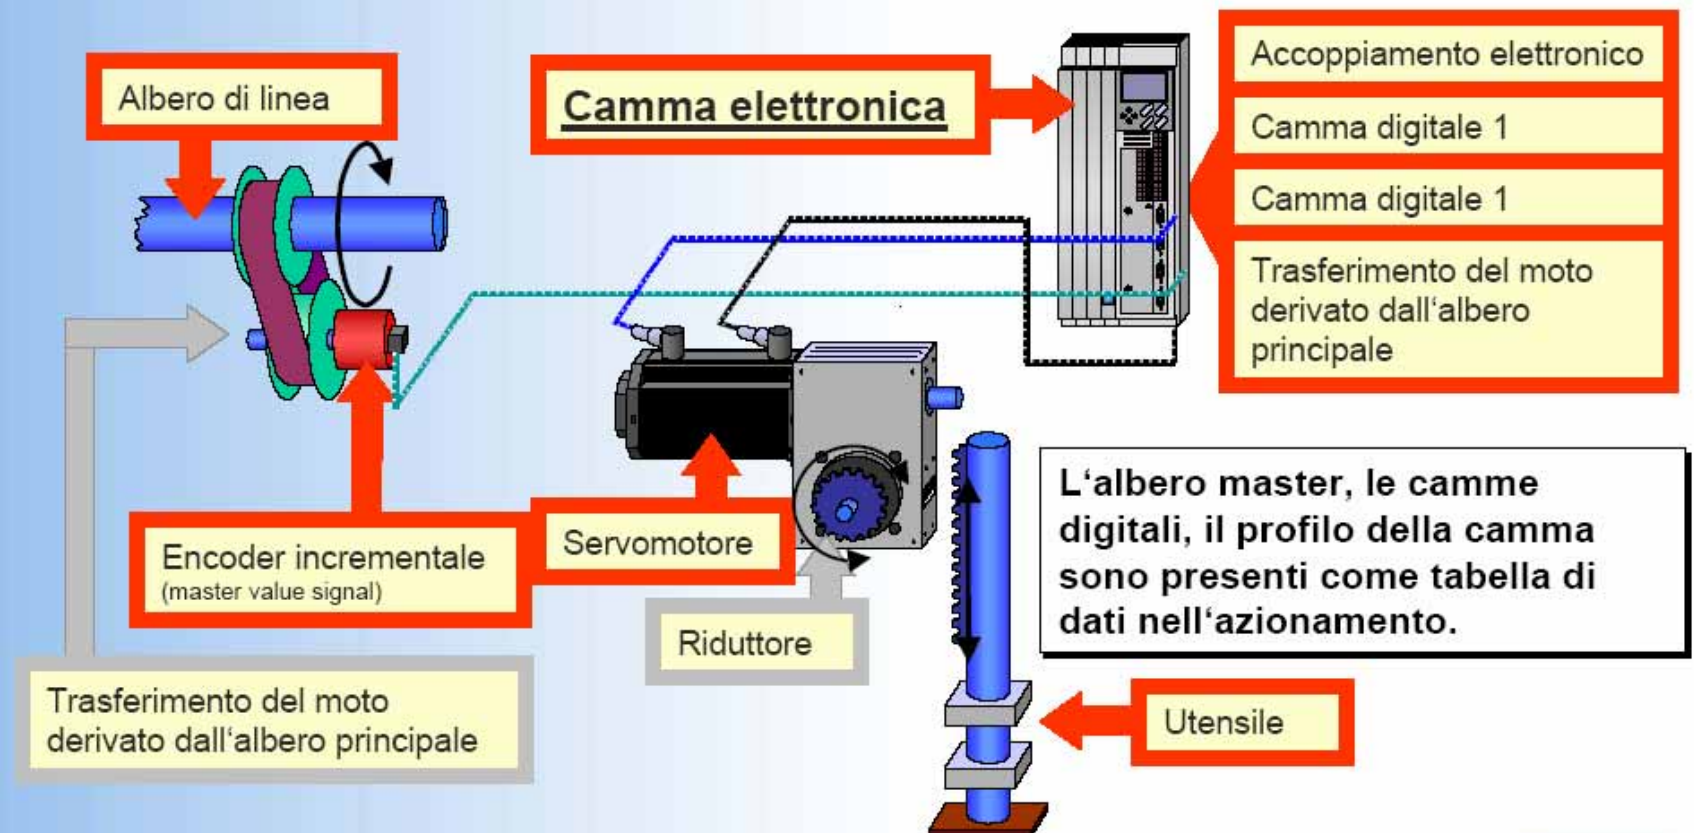 Albero di linea
Camma elettronica
Accoppiamento elettronico
Camma digitale 1
Camma digitale 1
Trasferimento del moto
derivato dall‘albero
principale
Encoder incrementale
(master value signal)
Servomotore
Riduttore
L‘albero master, le camme
digitali, il profilo della camma
sono presenti come tabella di
dati nell‘azionamento.
Trasferimento del moto
derivato dall‘albero principale
Utensile